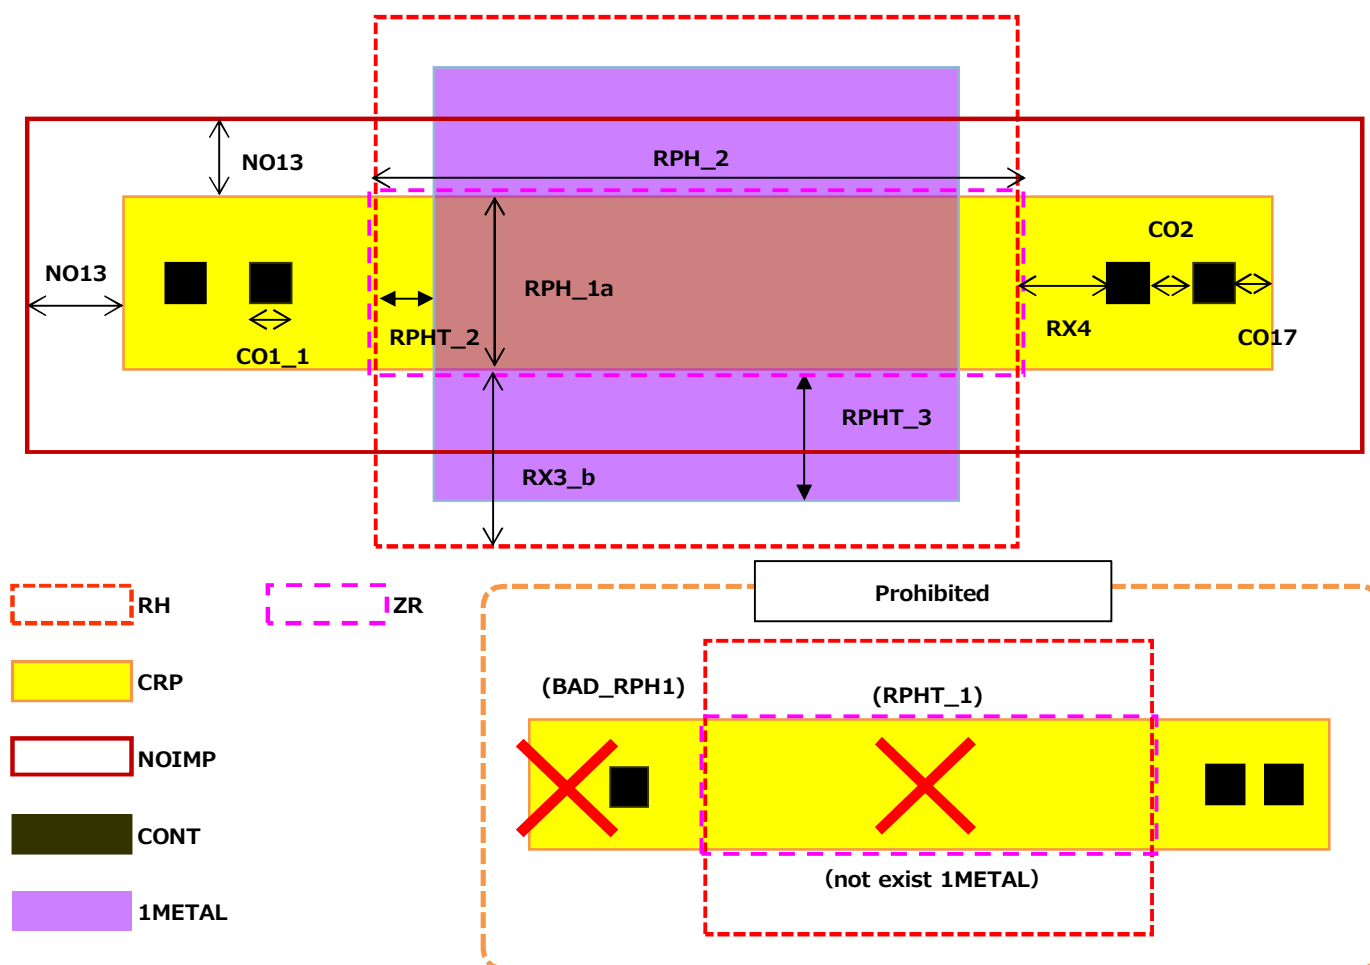 NO13
RPH_2
CO2
NO13
RPH_1a
RX4
RPHT_2
CO1_1
CO17
RPHT_3
RX3_b
RH
ZR
Prohibited
CRP
(BAD_RPH1)
(RPHT_1)
NOIMP
CONT
(not exist 1METAL)
1METAL